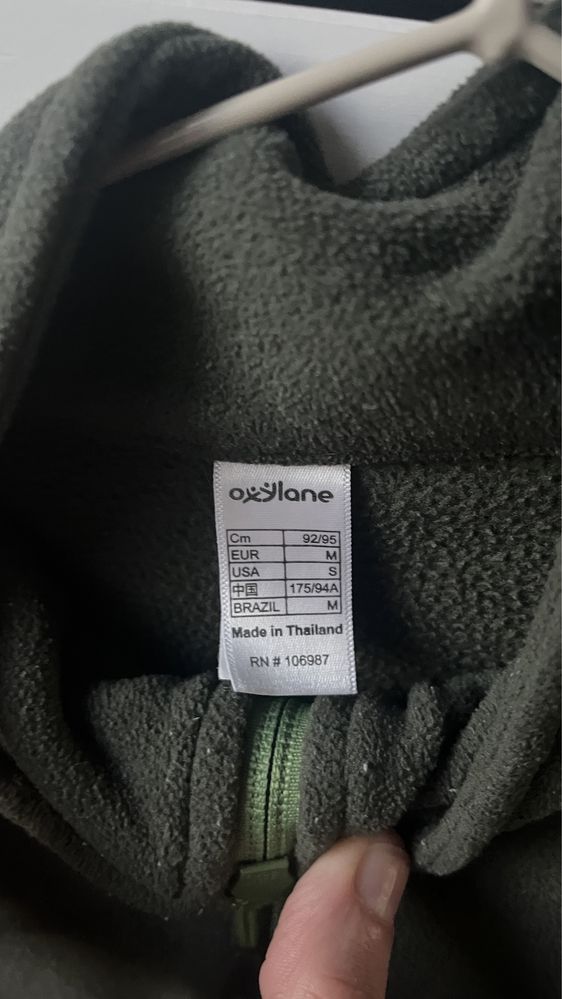 oxylane
Cm 92/95
EUR M
USA S
中国 175/94A
BRAZIL M
Made in Thailand
RN # 106987